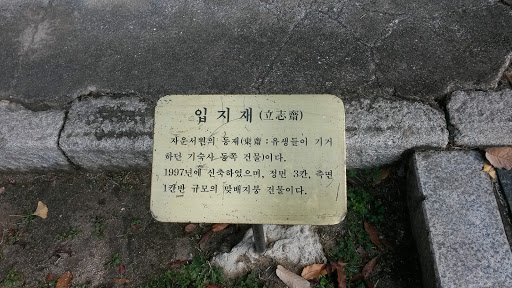 입지재(立志齋)
자운서원의 동재(東齋 : 유생들이 기거
하던 기숙사 동쪽 건물)이다.
1997년에 신축하였으며, 정면 3칸, 측면
1칸반 규모의 맞배지붕 건물이다.